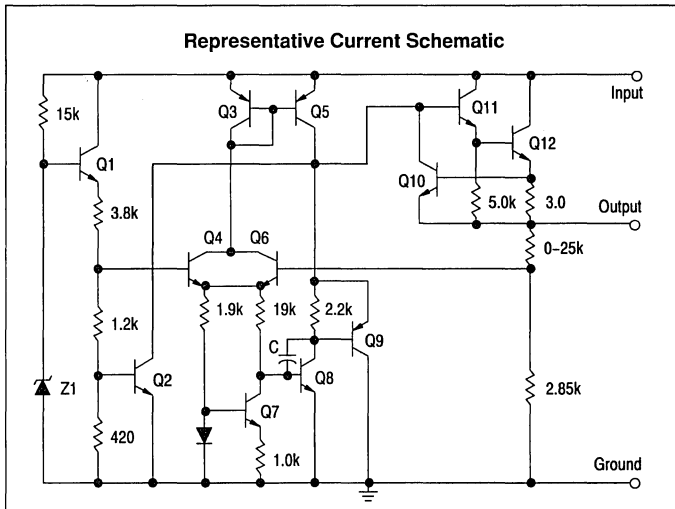 Representative Current Schematic
Input
15k
Q3
Q5
Q11
Q1
Q12
Q10
3.8k
5.0k
3.0
Output
Q4
Q6
0–25k
1.9k
19k
2.2k
1.2k
C
Q9
Z1
Q2
Q8
Q7
2.85k
420
1.0k
Ground